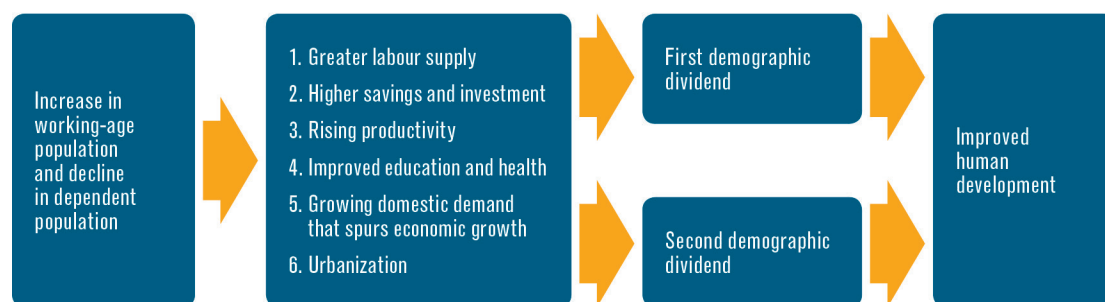 Increase in
working-age
population
and decline
in dependent
population
1. Greater labour supply
2. Higher savings and investment
3. Rising productivity
4. Improved education and health
5. Growing domestic demand
that spurs economic growth
6. Urbanization
First demographic
dividend
Second demographic
dividend
Improved
human
development